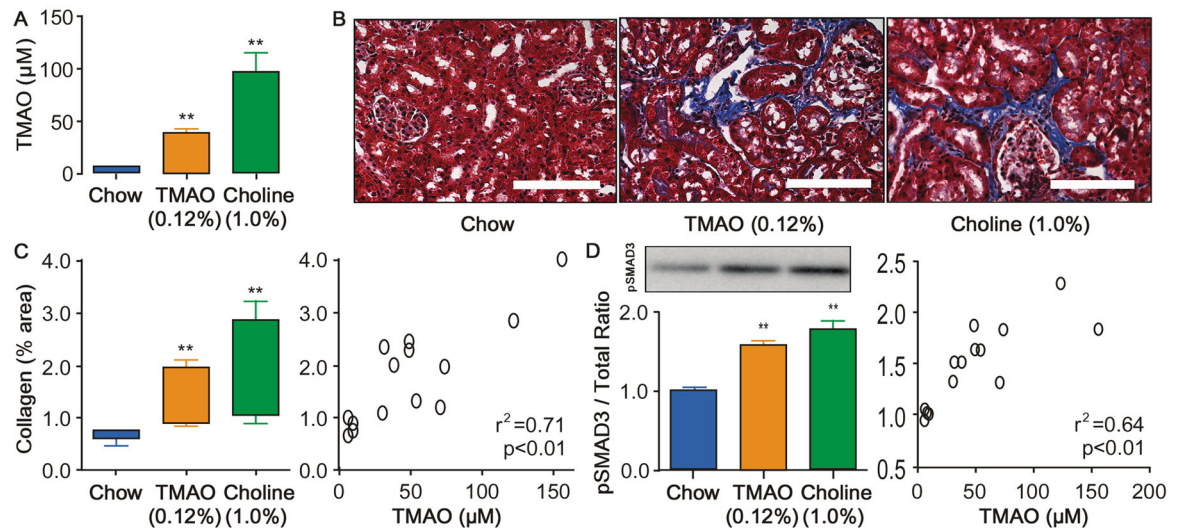 A
TMAO (µM)
150
100
50
0
**
**
Chow
TMAO
(0.12%)
Choline
(1.0%)
B
Chow
TMAO (0.12%)
Choline (1.0%)
C
Collagen (% area)
4.0
3.0
2.0
1.0
0.0
**
**
Chow
TMAO
(0.12%)
Choline
(1.0%)
4.0
3.0
2.0
1.0
0.0
r²=0.71
p<0.01
0
50
100
150
TMAO (µM)
D
pSMAD3
pSMAD3 / Total Ratio
2.0
1.0
0.0
**
**
Chow
TMAO
(0.12%)
Choline
(1.0%)
2.5
2.0
1.5
1.0
0.5
r²=0.64
p<0.01
0
50
100
150
200
TMAO (µM)